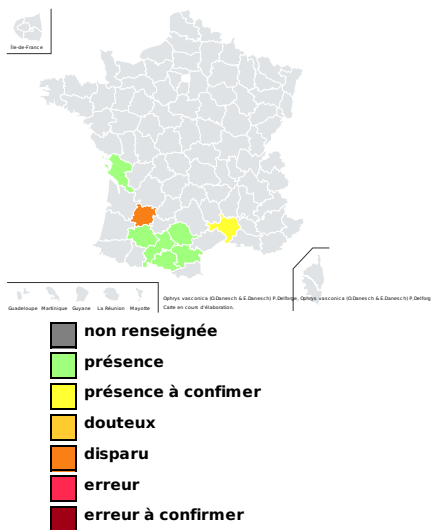 Île-de-France
Guadeloupe Martinique Guyane La Réunion Mayotte
Ophrys vasconica (O.Danesch & E.Danesch) P.Delforge, Ophrys vasconica (O.Danesch & E.Danesch) P.Delforg
Carte en cours d'élaboration.
non renseignée
présence
présence à confimer
douteux
disparu
erreur
erreur à confirmer